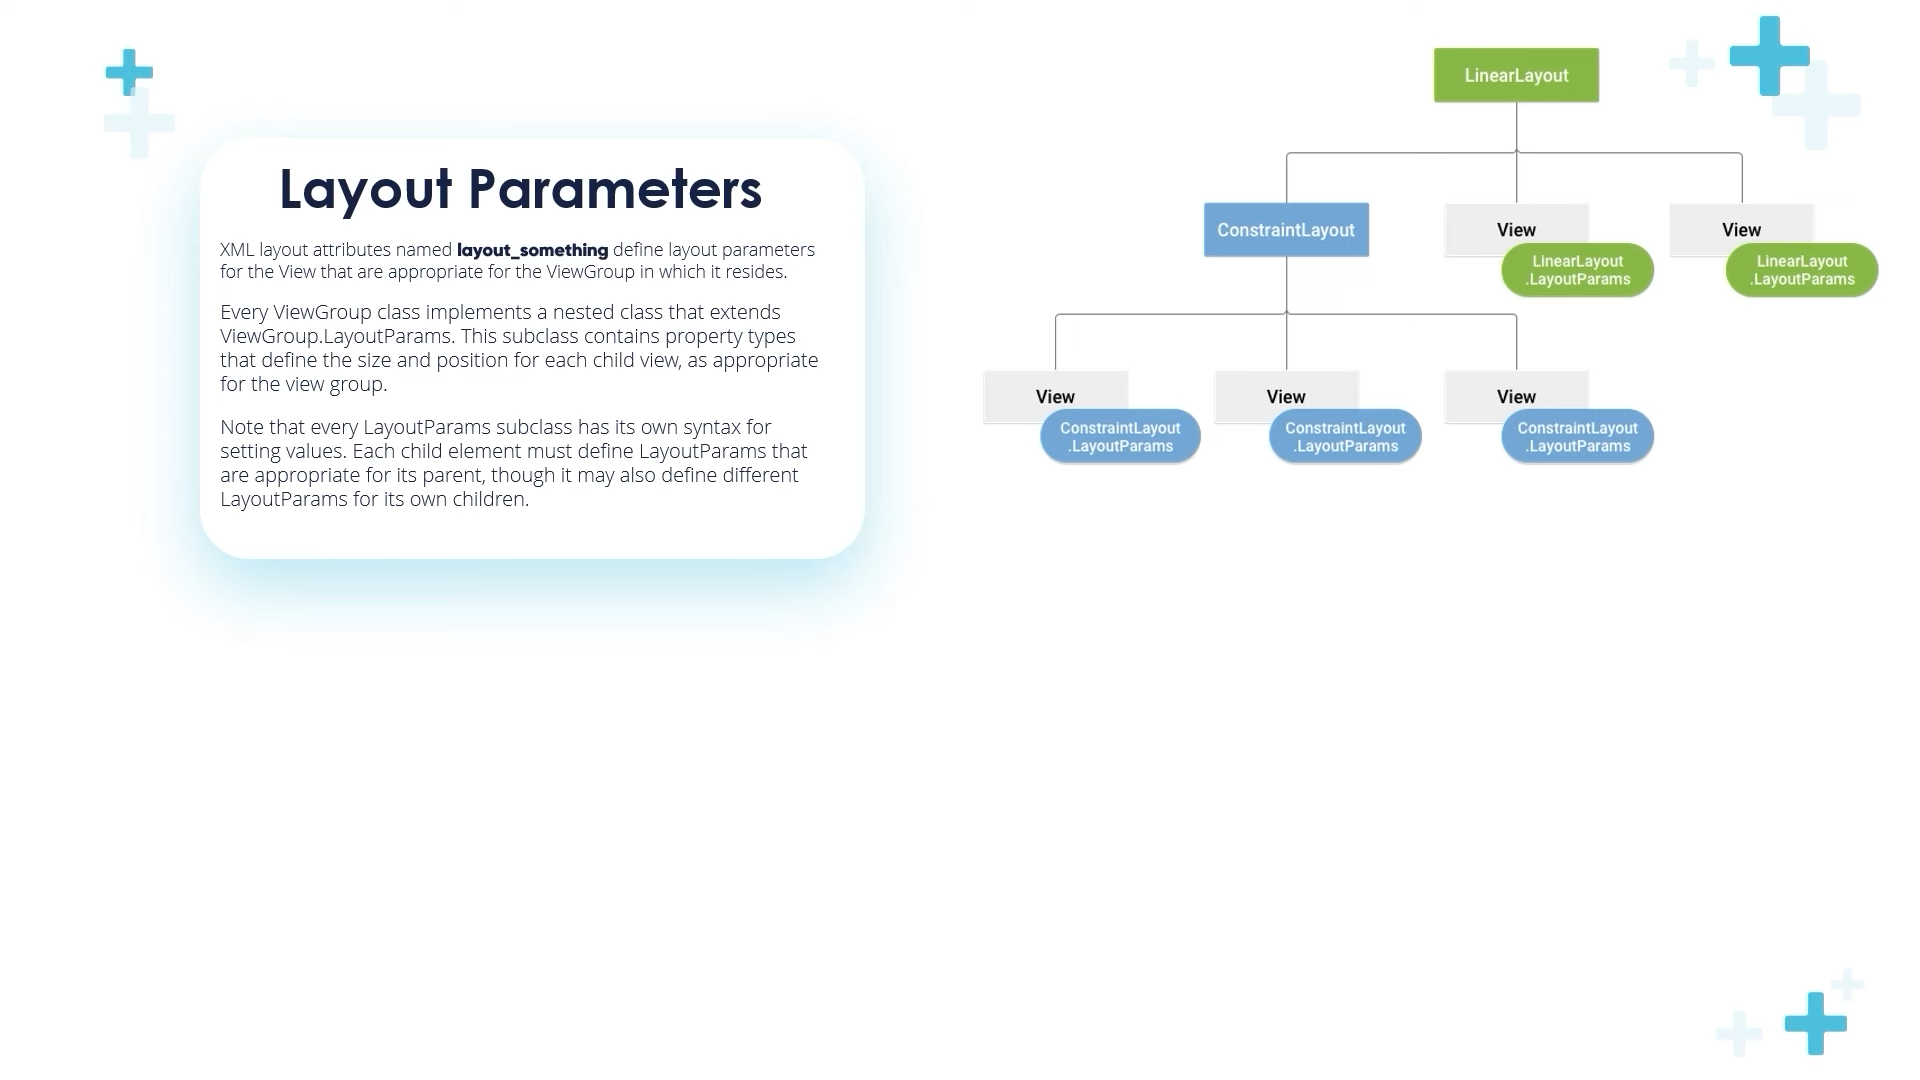 Layout Parameters
XML layout attributes named layout_something define layout parameters
for the View that are appropriate for the ViewGroup in which it resides.
Every ViewGroup class implements a nested class that extends
ViewGroup.LayoutParams. This subclass contains property types
that define the size and position for each child view, as appropriate
for the view group.
Note that every LayoutParams subclass has its own syntax for
setting values. Each child element must define LayoutParams that
are appropriate for its parent, though it may also define different
LayoutParams for its own children.
LinearLayout
ConstraintLayout
View
LinearLayout
.LayoutParams
View
LinearLayout
.LayoutParams
View
ConstraintLayout
.LayoutParams
View
ConstraintLayout
.LayoutParams
View
ConstraintLayout
.LayoutParams